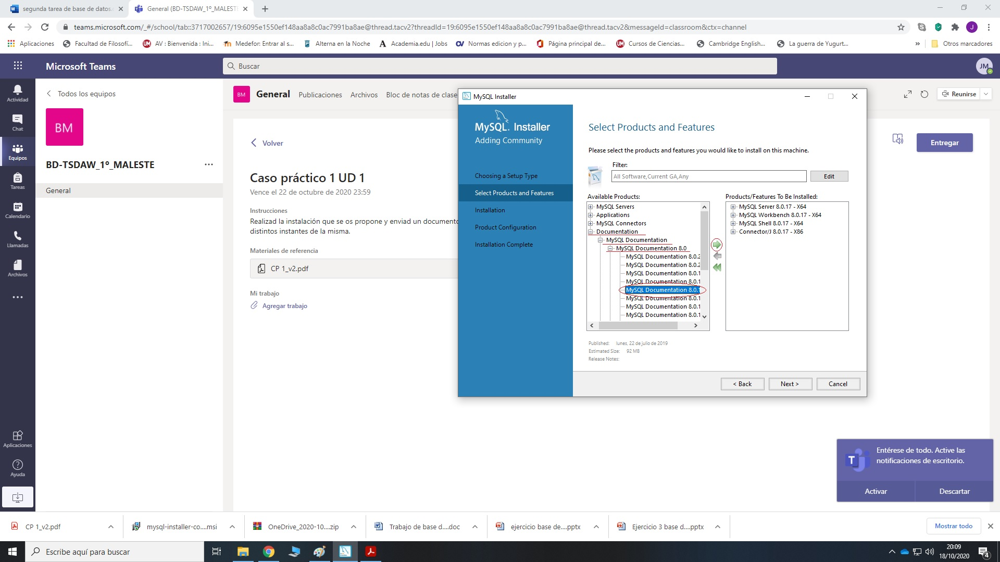 segunda tarea de base de datos.
General (BD-TSDAW_1º_MALESTE
teams.microsoft.com/_#/school/tab::3717002657/19:6095e1550ef148aa8a8c0ac7991ba8ae@thread.tacv2?threadId=19:6095e1550ef148aa8a8c0ac7991ba8ae@thread.tacv2&messageId=classroom&ctx=channel
J
Aplicaciones
Facultad de Filosofí...
AV : Bienvenida : Ini...
Medefor: Entrar al s...
Alterna en la Noche
Academia.edu | Jobs
Normas edicion y p...
Página principal de...
Cursos de Ciencias...
Cambridge English...
La guerra de Yugurt...
»
Otros marcadores
Microsoft Teams
Buscar
JM
Actividad
Chat
Equipos
Tareas
Calendario
Llamadas
Archivos
Aplicaciones
Ayuda
Todos los equipos
BM
BD-TSDAW_1º_MALESTE
General
BM
General
Publicaciones
Archivos
Bloc de notas de clase
Reunirse
Volver
Entregar
Caso práctico 1 UD 1
Vence el 22 de octubre de 2020 23:59
Instrucciones
Realizad la instalación que se os propone y enviad un documento
distintos instantes de la misma.
Materiales de referencia
CP 1_v2.pdf
Mi trabajo
Agregar trabajo
MySQL Installer
MySQL. Installer
Adding Community
Choosing a Setup Type
Select Products and Features
Installation
Product Configuration
Installation Complete
Select Products and Features
Please select the products and features you would like to install on this machine.
Filter:
All Software,Current GA,Any
Edit
Available Products:
MySQL Servers
Applications
MySQL Connectors
Documentation
MySQL Documentation
MySQL Documentation 8.0
MySQL Documentation 8.0.2
MySQL Documentation 8.0.2
MySQL Documentation 8.0.1
MySQL Documentation 8.0.1
MySQL Documentation 8.0.1
MySQL Documentation 8.0.1
MySQL Documentation 8.0.1
MySQL Documentation 8.0.1
Products/Features To Be Installed:
MySQL Server 8.0.17 - X64
MySQL Workbench 8.0.17 - X64
MySQL Shell 8.0.17 - X64
Connector/J 8.0.17 - X86
Published: lunes, 22 de julio de 2019
Estimated Size: 92 MB
Release Notes:
< Back
Next >
Cancel
T
Entérese de todo. Active las
notificaciones de escritorio.
Activar
Descartar
CP 1_v2.pdf
mysql-installer-co....msi
OneDrive_2020-10....zip
Trabajo de base d....doc
ejercicio base de....pptx
Ejercicio 3 base d....pptx
Mostrar todo
Escribe aquí para buscar
20:09
18/10/2020
4